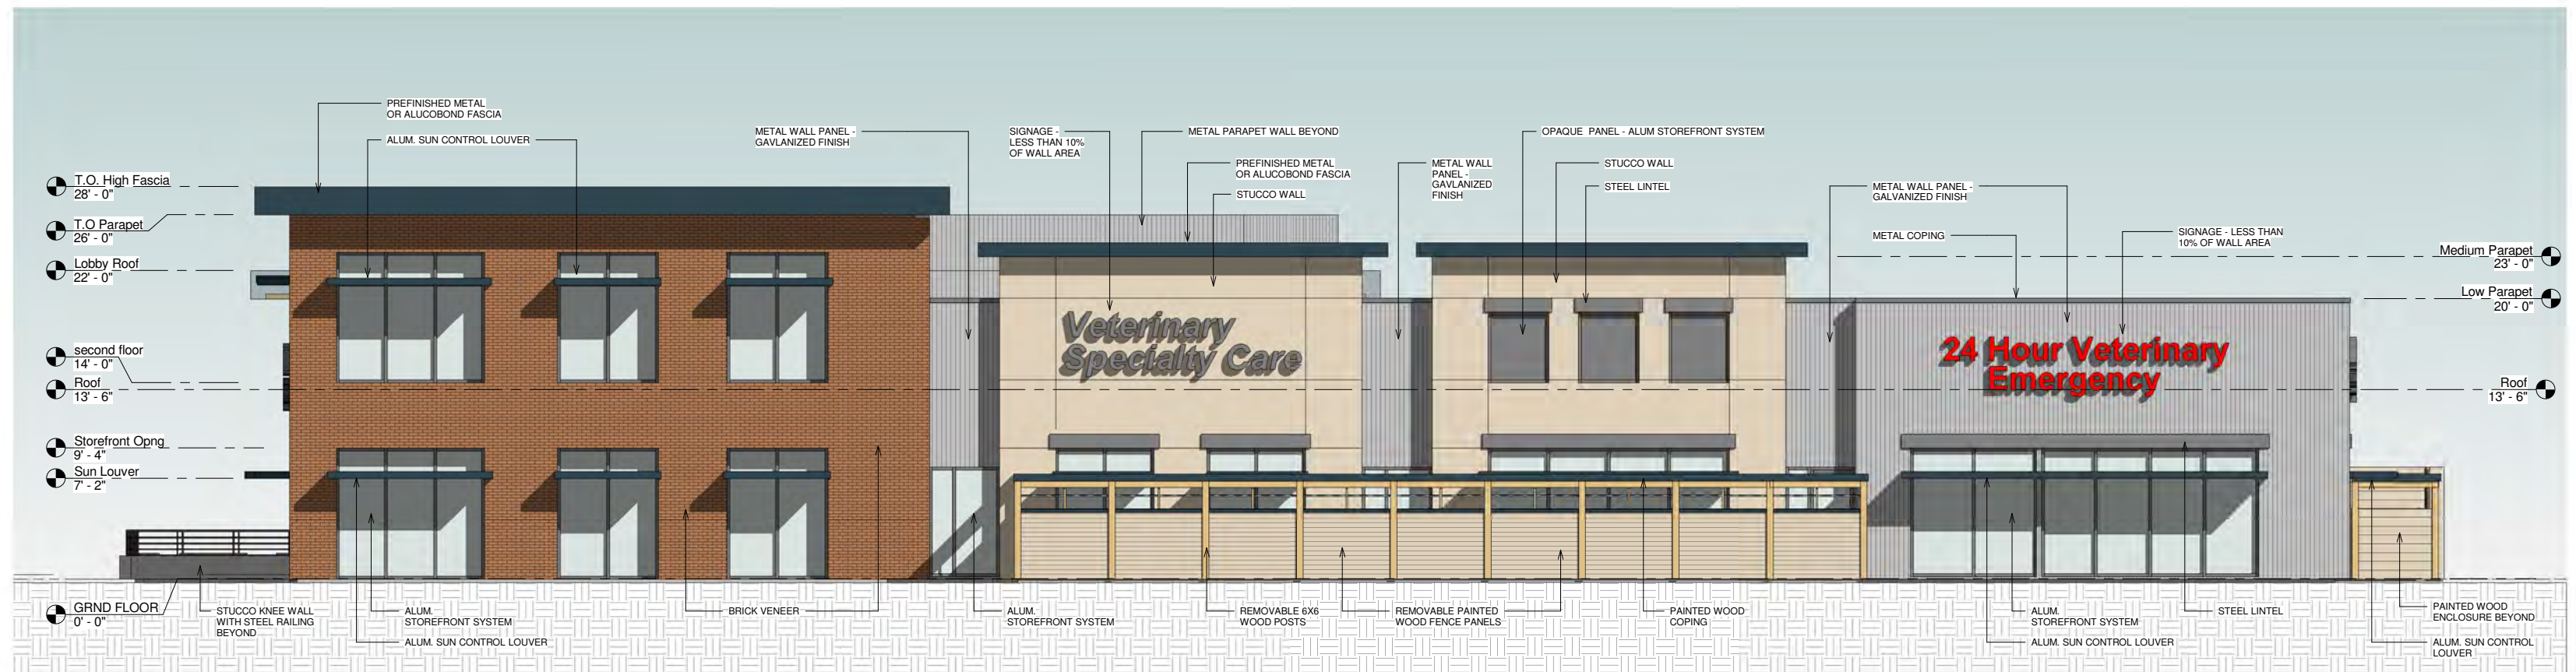 PREFINISHED METAL
OR ALUCOBOND FASCIA
ALUM. SUN CONTROL LOUVER
METAL WALL PANEL -
GAVLANIZED FINISH
SIGNAGE -
LESS THAN 10%
OF WALL AREA
METAL PARAPET WALL BEYOND
PREFINISHED METAL
OR ALUCOBOND FASCIA
STUCCO WALL
METAL WALL
PANEL -
GAVLANIZED
FINISH
OPAQUE PANEL - ALUM STOREFRONT SYSTEM
STUCCO WALL
STEEL LINTEL
METAL WALL PANEL -
GALVANIZED FINISH
METAL COPING
SIGNAGE - LESS THAN
10% OF WALL AREA
T.O. High Fascia
28' - 0"
T.O Parapet
26' - 0"
Lobby Roof
22' - 0"
second floor
14' - 0"
Roof
13' - 6"
Storefront Opng
9' - 4"
Sun Louver
7' - 2"
GRND FLOOR
0' - 0"
Medium Parapet
23' - 0"
Low Parapet
20' - 0"
Roof
13' - 6"
Veterinary
Specialty Care
24 Hour Veterinary
Emergency
STUCCO KNEE WALL
WITH STEEL RAILING
BEYOND
ALUM.
STOREFRONT SYSTEM
ALUM. SUN CONTROL LOUVER
BRICK VENEER
ALUM.
STOREFRONT SYSTEM
REMOVABLE 6X6
WOOD POSTS
REMOVABLE PAINTED
WOOD FENCE PANELS
PAINTED WOOD
COPING
ALUM.
STOREFRONT SYSTEM
ALUM. SUN CONTROL LOUVER
STEEL LINTEL
PAINTED WOOD
ENCLOSURE BEYOND
ALUM. SUN CONTROL
LOUVER